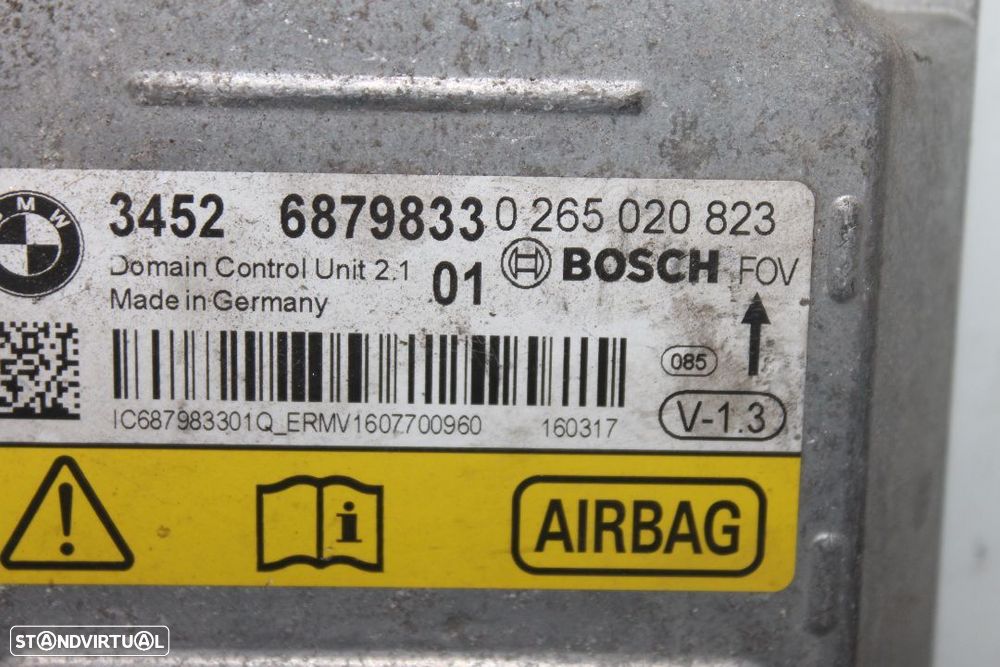 BMW
3452 6879833 0 265 020 823
Domain Control Unit 2.1 01 BOSCH FOV
Made in Germany
085
IC687983301Q_ERMV1607700960 160317 V-1.3
i AIRBAG
STANDVIRTUAL